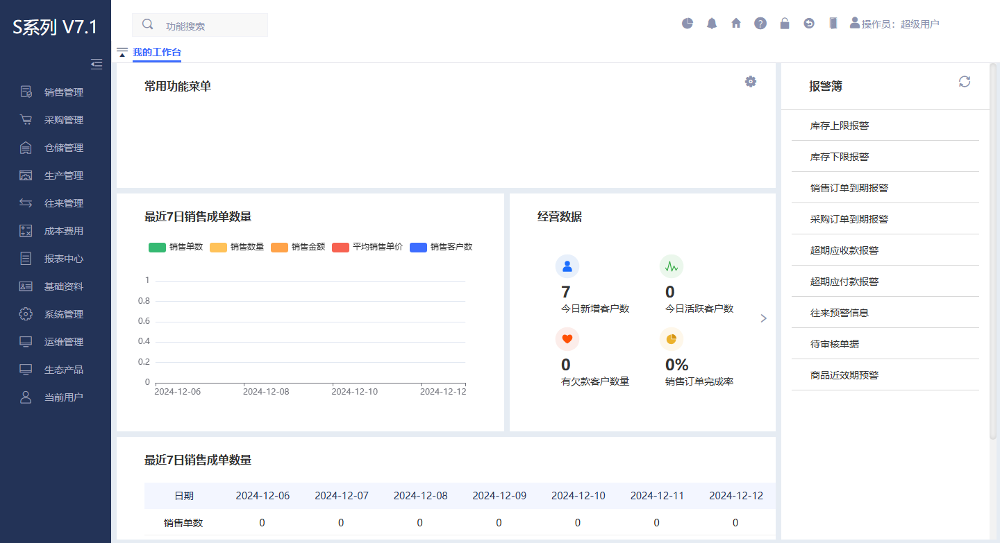 S系列 V7.1
功能搜索
操作员：超级用户
我的工作台
销售管理
采购管理
仓储管理
生产管理
往来管理
成本费用
报表中心
基础资料
系统管理
运维管理
生态产品
当前用户
常用功能菜单
最近7日销售成单数量
销售单数 销售数量 销售金额 平均销售单价 销售客户数
1
0.8
0.6
0.4
0.2
0
2024-12-06 2024-12-08 2024-12-10 2024-12-12
经营数据
7
今日新增客户数
0
今日活跃客户数
0
有欠款客户数量
0%
销售订单完成率
最近7日销售成单数量
日期 2024-12-06 2024-12-07 2024-12-08 2024-12-09 2024-12-10 2024-12-11 2024-12-12
销售单数 0 0 0 0 0 0 0
报警簿
库存上限报警
库存下限报警
销售订单到期报警
采购订单到期报警
超期应收款报警
超期应付款报警
往来预警信息
待审核单据
商品近效期预警